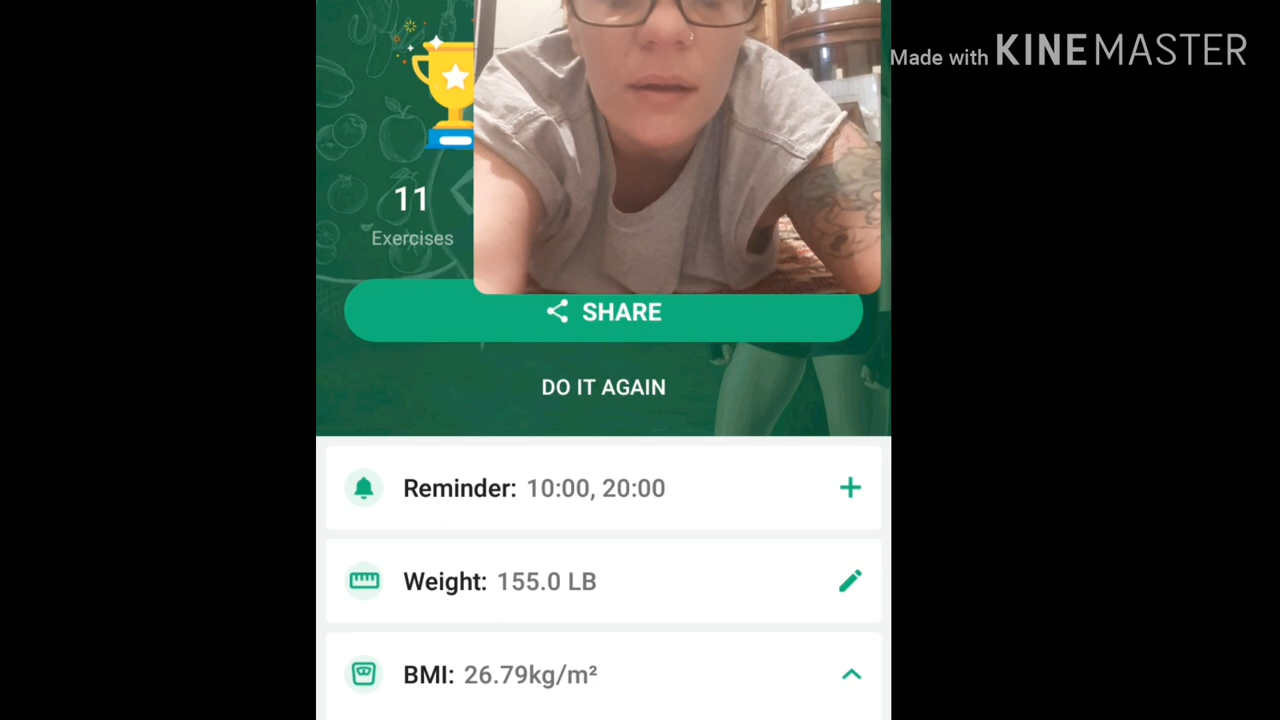 Made with KINEMASTER
11
Exercises
SHARE
DO IT AGAIN
Reminder: 10:00, 20:00
Weight: 155.0 LB
BMI: 26.79kg/m²